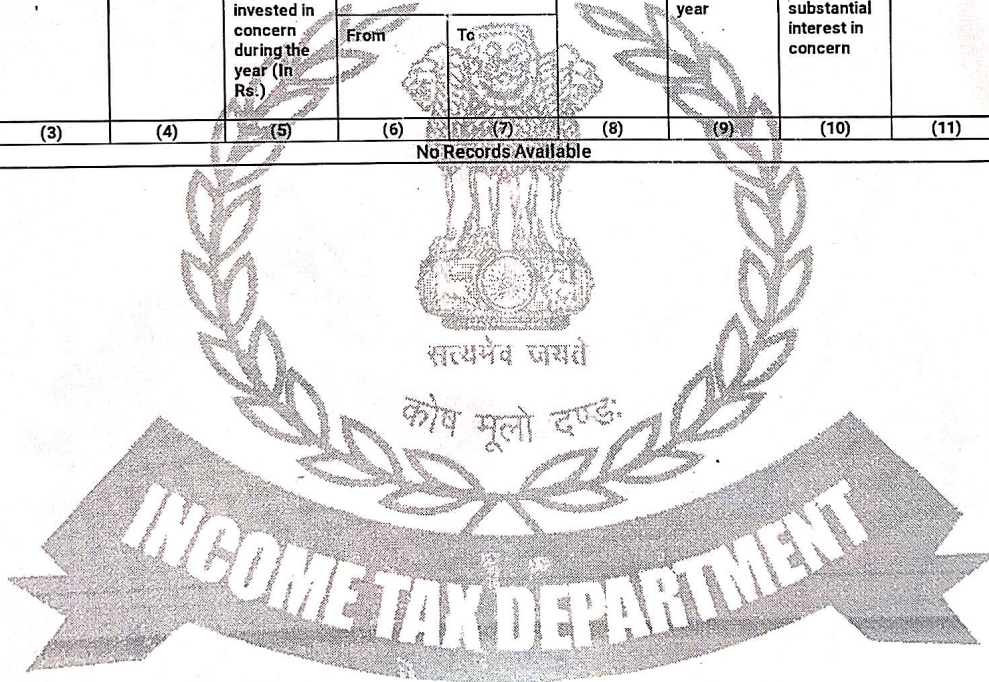 invested in
concern
during the
year (In
Rs.)
From
To
year
substantial
interest in
concern
(3) (4) (5) (6) (7) (8) (9) (10) (11)
No Records Available
सत्यमेव जयते
कोष मूलो दण्डः
INCOME TAX DEPARTMENT